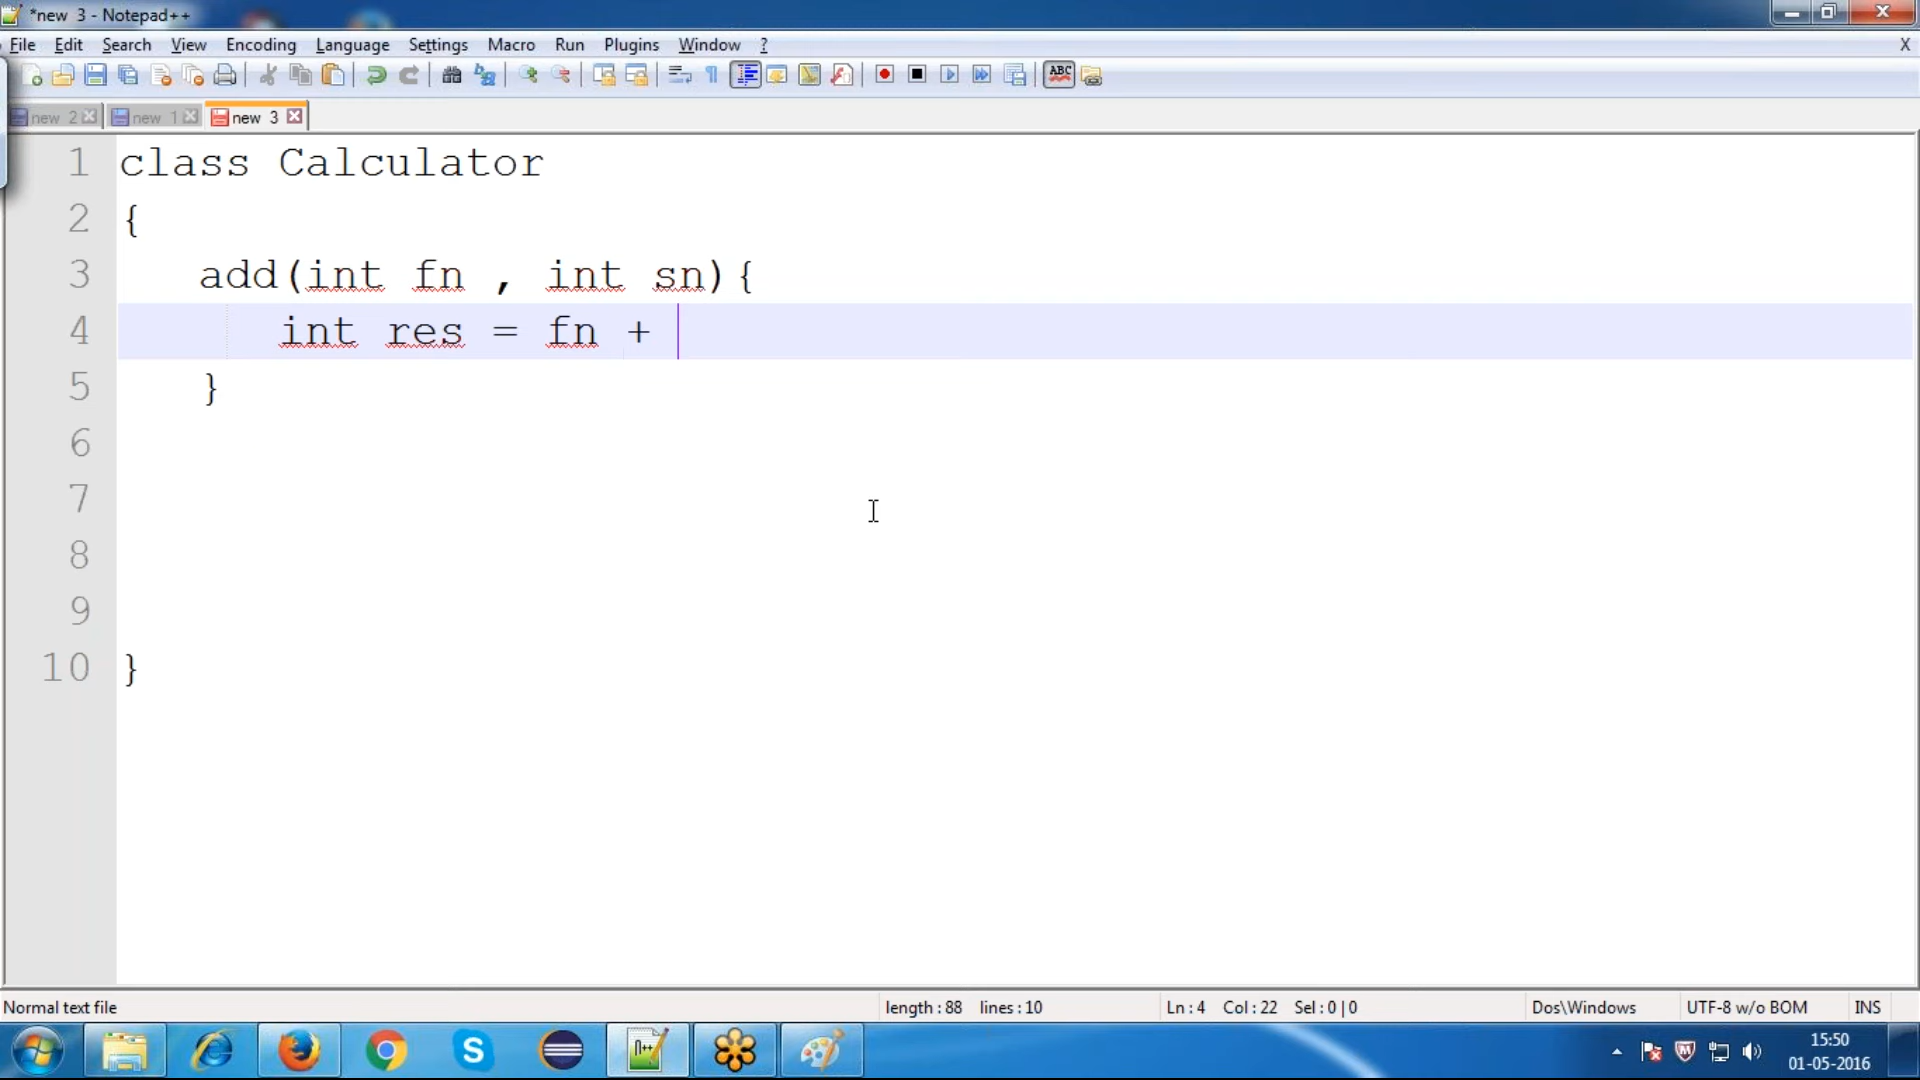 *new 3 - Notepad++
File Edit Search View Encoding Language Settings Macro Run Plugins Window ? X
ABC
new 2 new 1 new 3
1 class Calculator
2 {
3 add(int fn , int sn){
4 int res = fn +
5 }
6
7
8
9
10 }
Normal text file length : 88 lines : 10 Ln : 4 Col : 22 Sel : 0 | 0 Dos\Windows UTF-8 w/o BOM INS
15:50
01-05-2016